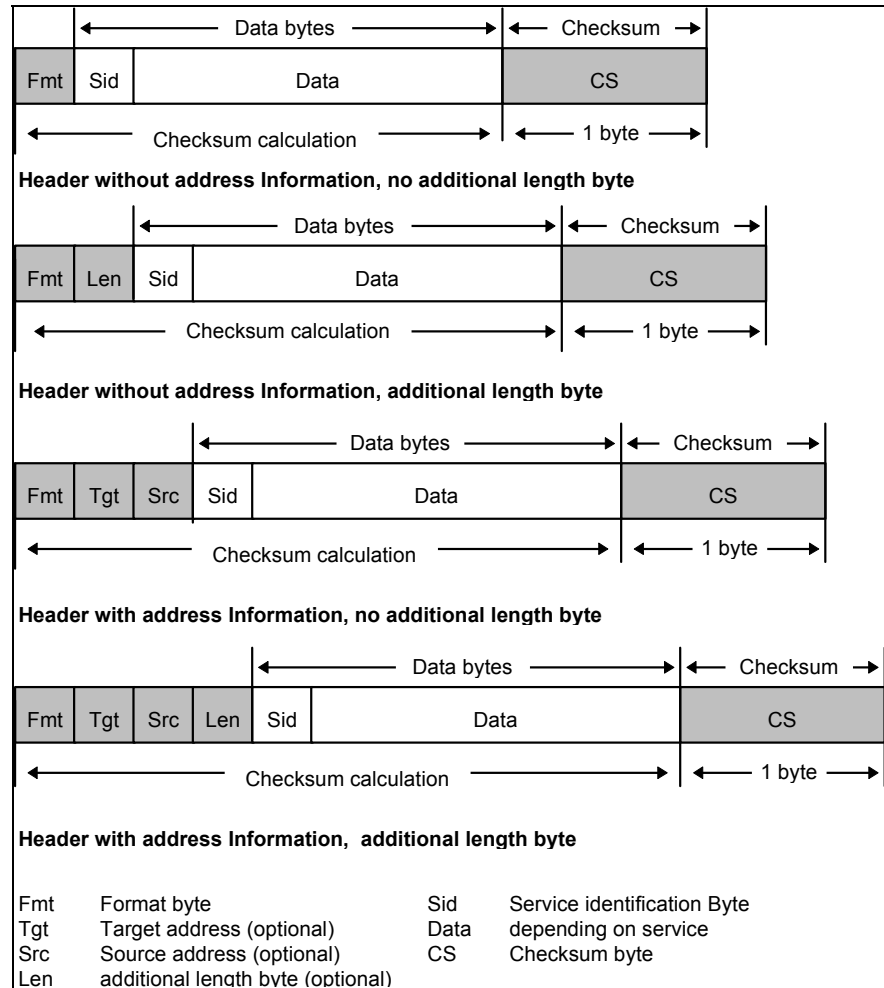 Data bytes Checksum
Fmt Sid Data CS
Checksum calculation 1 byte
Header without address Information, no additional length byte
Data bytes Checksum
Fmt Len Sid Data CS
Checksum calculation 1 byte
Header without address Information, additional length byte
Data bytes Checksum
Fmt Tgt Src Sid Data CS
Checksum calculation 1 byte
Header with address Information, no additional length byte
Data bytes Checksum
Fmt Tgt Src Len Sid Data CS
Checksum calculation 1 byte
Header with address Information, additional length byte
Fmt Format byte Sid Service identification Byte
Tgt Target address (optional) Data depending on service
Src Source address (optional) CS Checksum byte
Len additional length byte (optional)